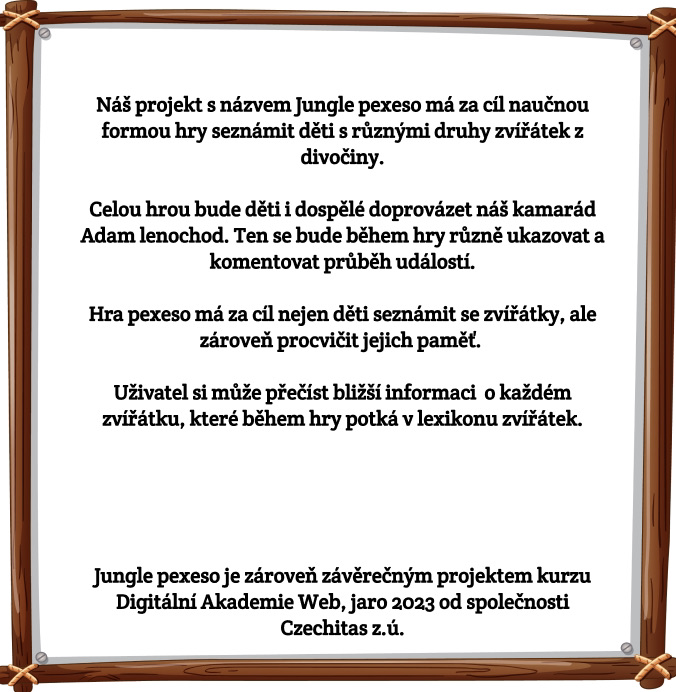 Náš projekt s názvem Jungle pexeso má za cíl naučnou
formou hry seznámit děti s různými druhy zvířátek z
divočiny.
Celou hrou bude děti i dospělé doprovázet náš kamarád
Adam lenochod. Ten se bude během hry různě ukazovat a
komentovat průběh událostí.
Hra pexeso má za cíl nejen děti seznámit se zvířátky, ale
zároveň procvičit jejich paměť.
Uživatel si může přečíst bližší informaci  o každém
zvířátku, které během hry potká v lexikonu zvířátek.
Jungle pexeso je zároveň závěrečným projektem kurzu
Digitální Akademie Web, jaro 2023 od společnosti
Czechitas z.ú.